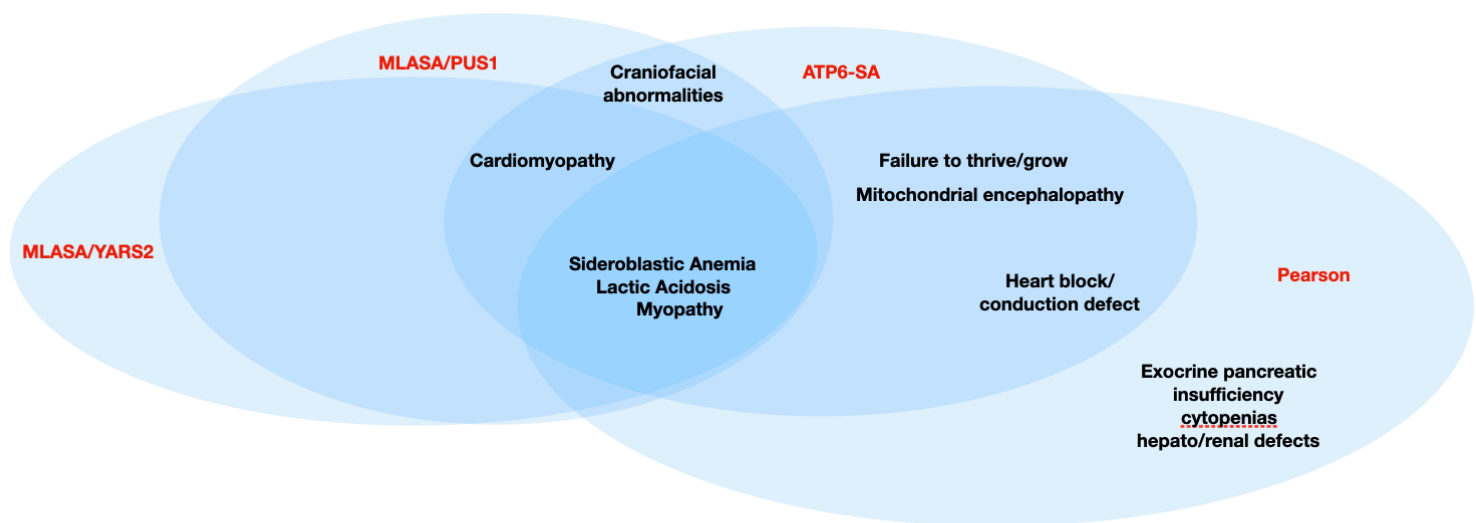 MLASA/PUS1
Craniofacial
abnormalities
ATP6-SA
Cardiomyopathy
Failure to thrive/grow
Mitochondrial encephalopathy
MLASA/YARS2
Sideroblastic Anemia
Lactic Acidosis
Myopathy
Heart block/
conduction defect
Pearson
Exocrine pancreatic
insufficiency
cytopenias
hepato/renal defects